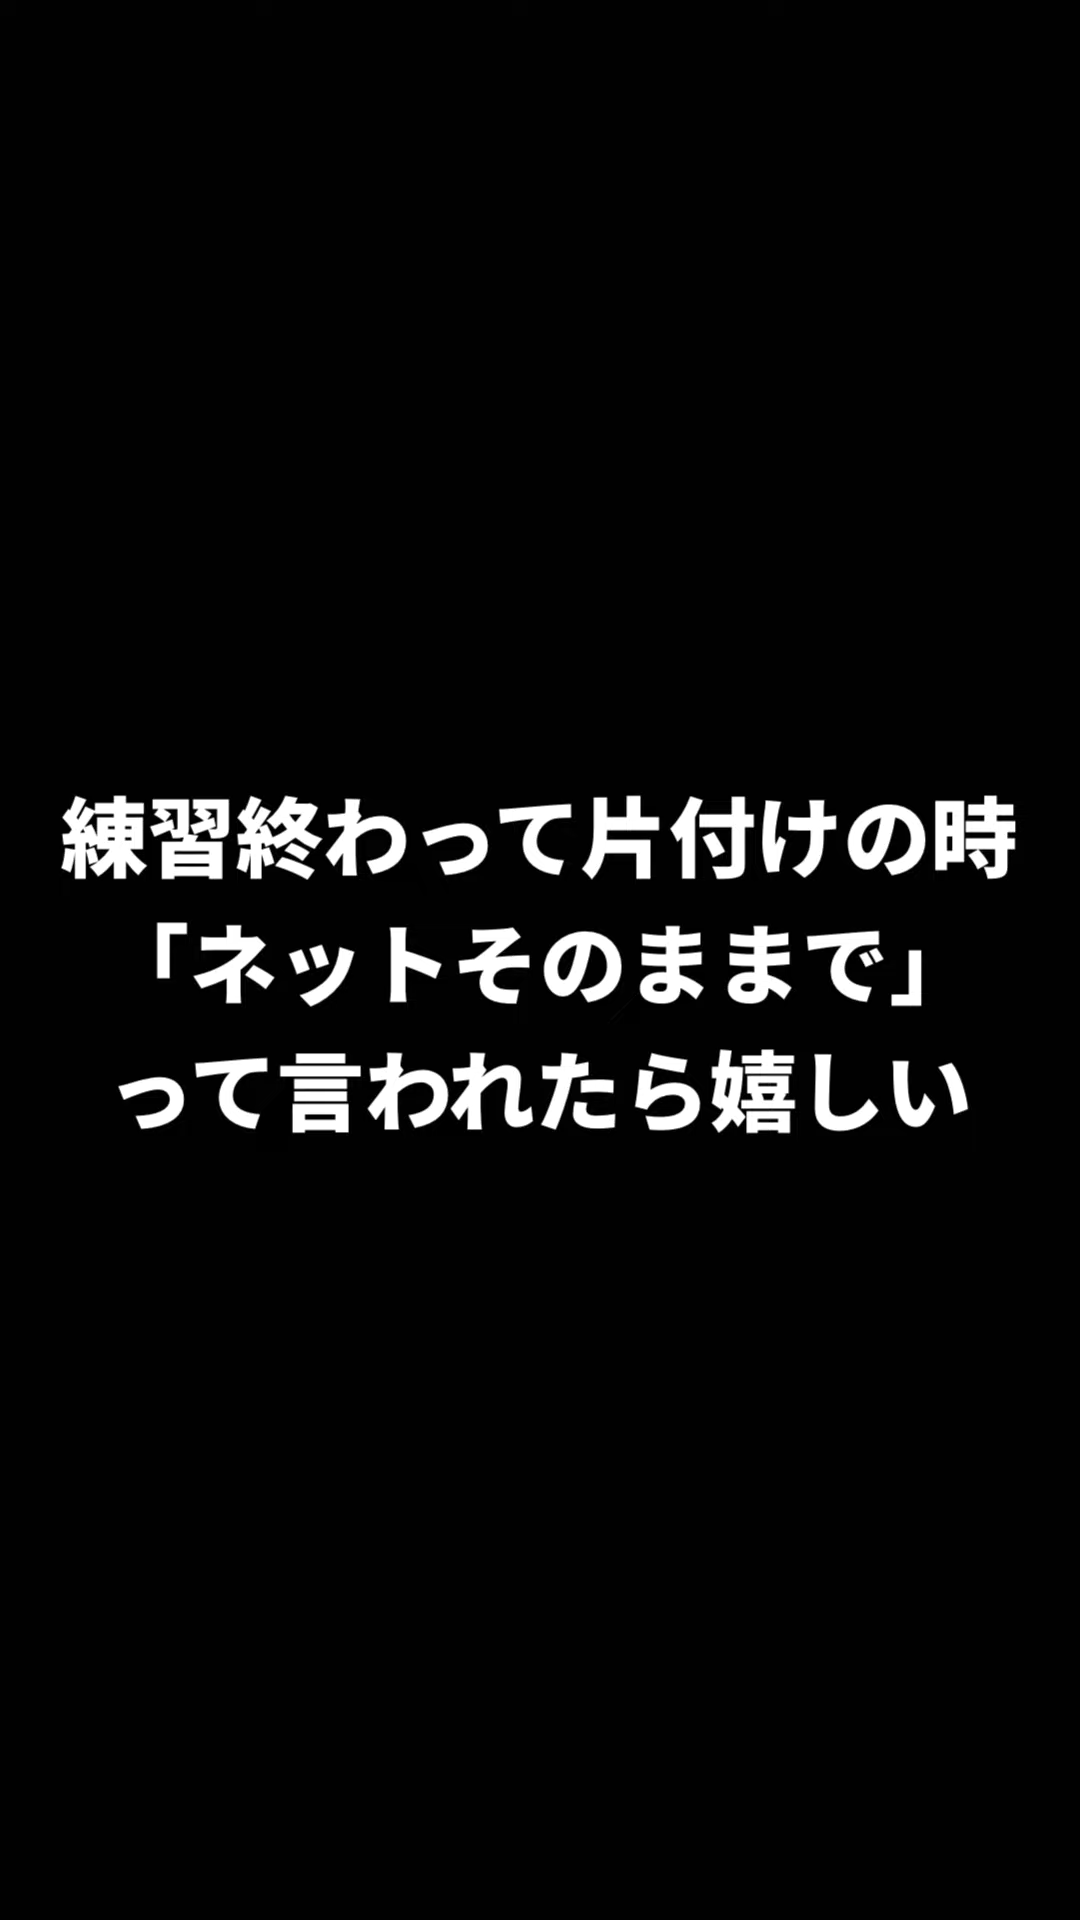 練習終わって片付けの時
「ネットそのままで」
って言われたら嬉しい